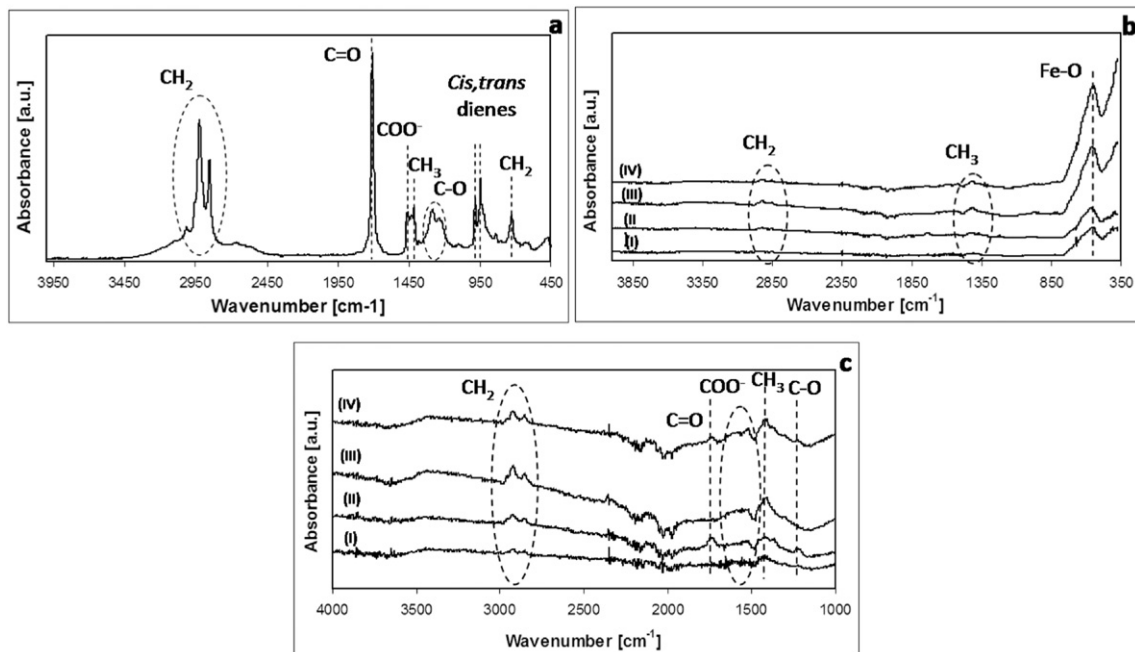 a
C=O
CH₂
Cis,trans
dienes
COO⁻
CH₃
C-O
CH₂
Absorbance [a.u.]
3950 3450 2950 2450 1950 1450 950 450
Wavenumber [cm-1]
b
Fe-O
CH₂
CH₃
(IV)
(III)
(II)
(I)
Absorbance [a.u.]
3850 3350 2850 2350 1850 1350 850 350
Wavenumber [cm⁻¹]
c
CH₂
COO⁻
CH₃
C-O
C=O
(IV)
(III)
(II)
(I)
Absorbance [a.u.]
4000 3500 3000 2500 2000 1500 1000
Wavenumber [cm⁻¹]